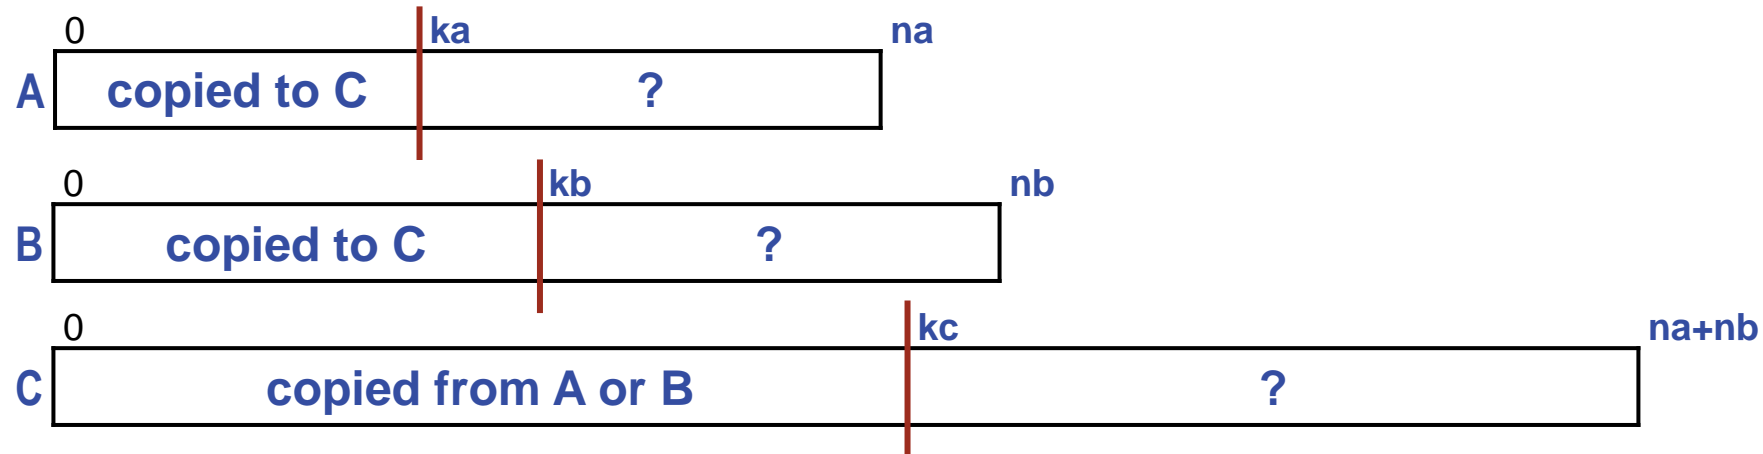 0 ka na
A copied to C ?
0 kb nb
B copied to C ?
0 kc na+nb
C copied from A or B ?